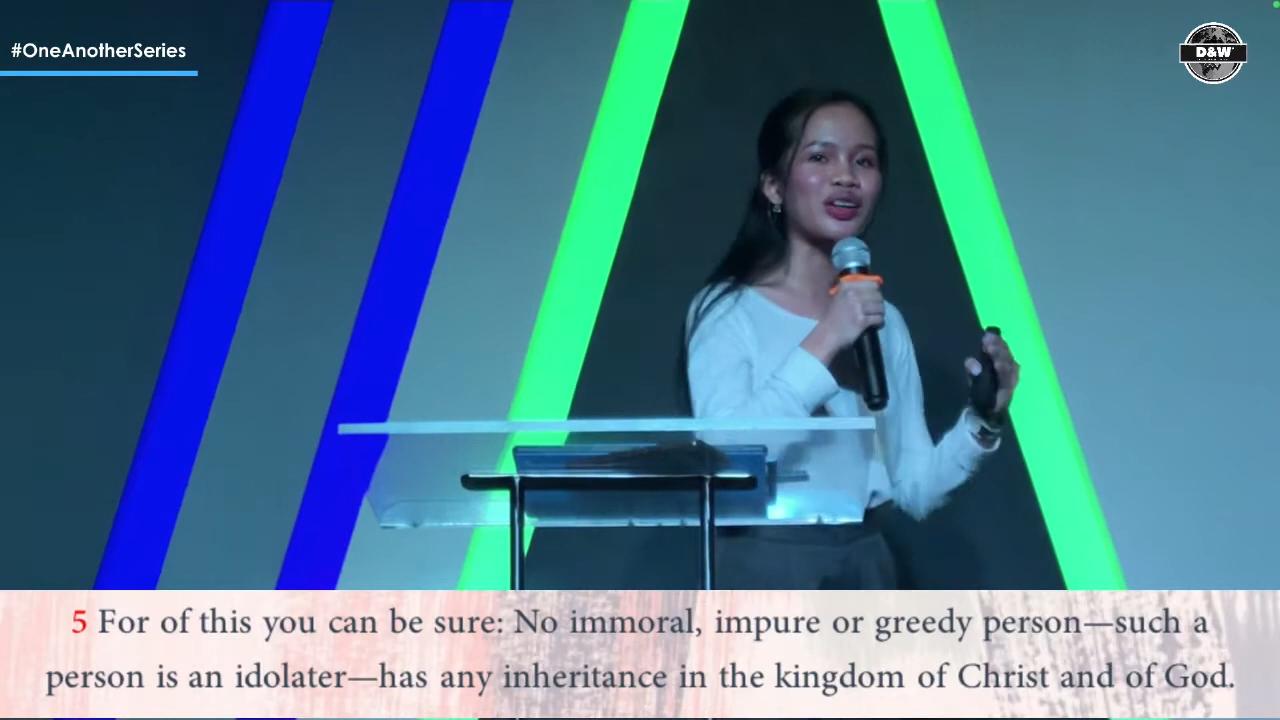 #OneAnotherSeries
D&W
5 For of this you can be sure: No immoral, impure or greedy person—such a
person is an idolater—has any inheritance in the kingdom of Christ and of God.